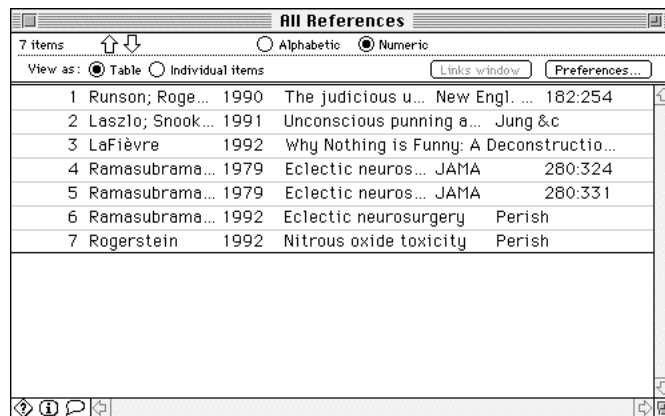 All References
7 items Alphabetic Numeric
View as: Table Individual items Links window Preferences...
1 Runson; Roge... 1990 The judicious u... New Engl. ... 182:254
2 Laszlo; Snook... 1991 Unconscious punning a... Jung &c
3 LaFièvre 1992 Why Nothing is Funny: A Deconstructio...
4 Ramasubrama... 1979 Eclectic neuros... JAMA 280:324
5 Ramasubrama... 1979 Eclectic neuros... JAMA 280:331
6 Ramasubrama... 1992 Eclectic neurosurgery Perish
7 Rogerstein 1992 Nitrous oxide toxicity Perish